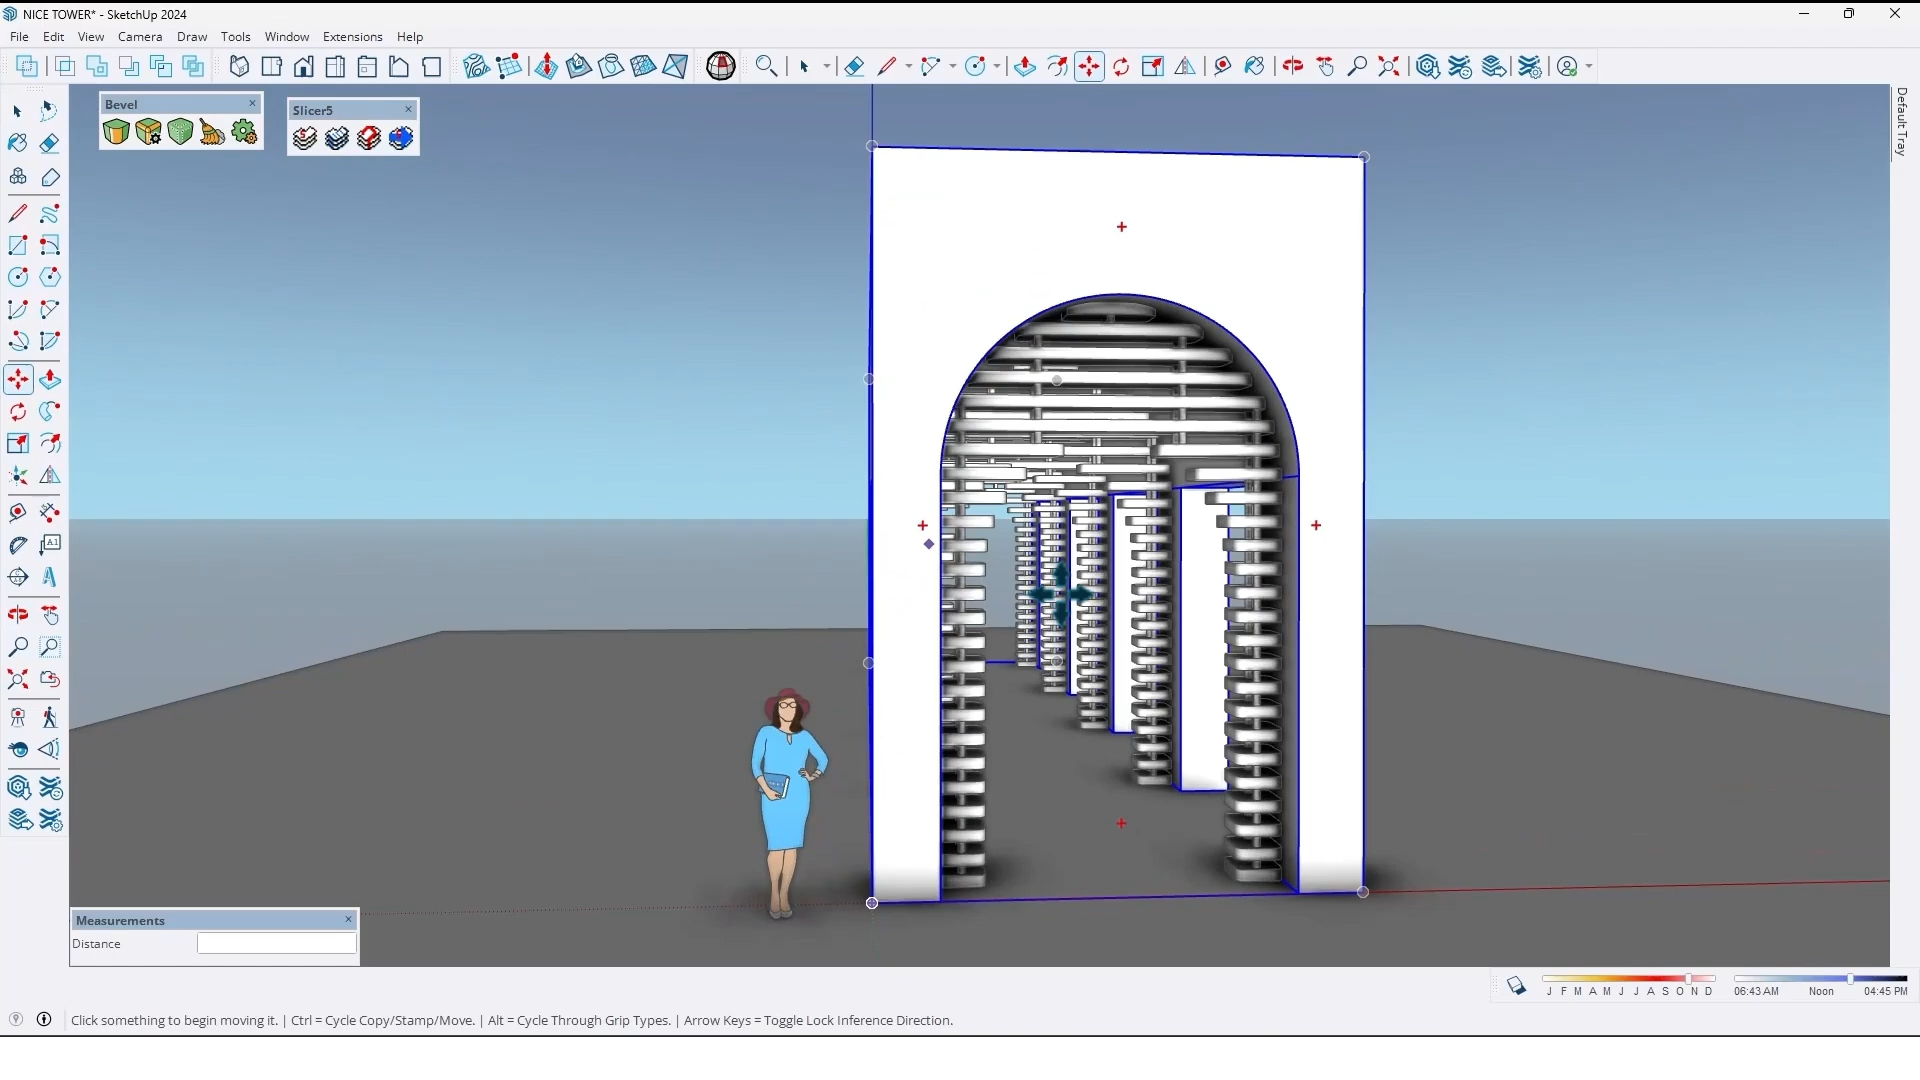 NICE TOWER* - SketchUp 2024
File Edit View Camera Draw Tools Window Extensions Help
Bevel
Slicer5
Default Tray
A1
Measurements
Distance
J F M A M J J A S O N D
06:43 AM Noon 04:45 PM
Click something to begin moving it. | Ctrl = Cycle Copy/Stamp/Move. | Alt = Cycle Through Grip Types. | Arrow Keys = Toggle Lock Inference Direction.